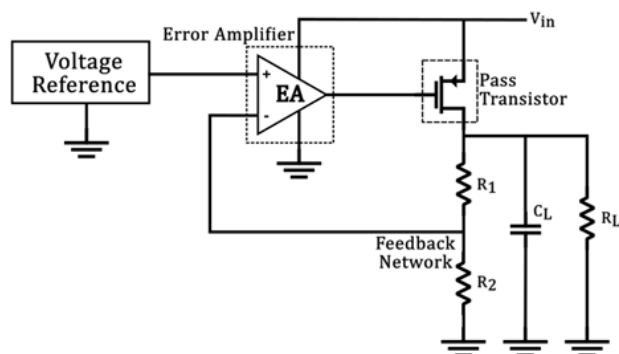 Error Amplifier
V_in
Voltage
Reference
+
EA
-
Pass
Transistor
R_1
C_L
R_L
Feedback
Network
R_2